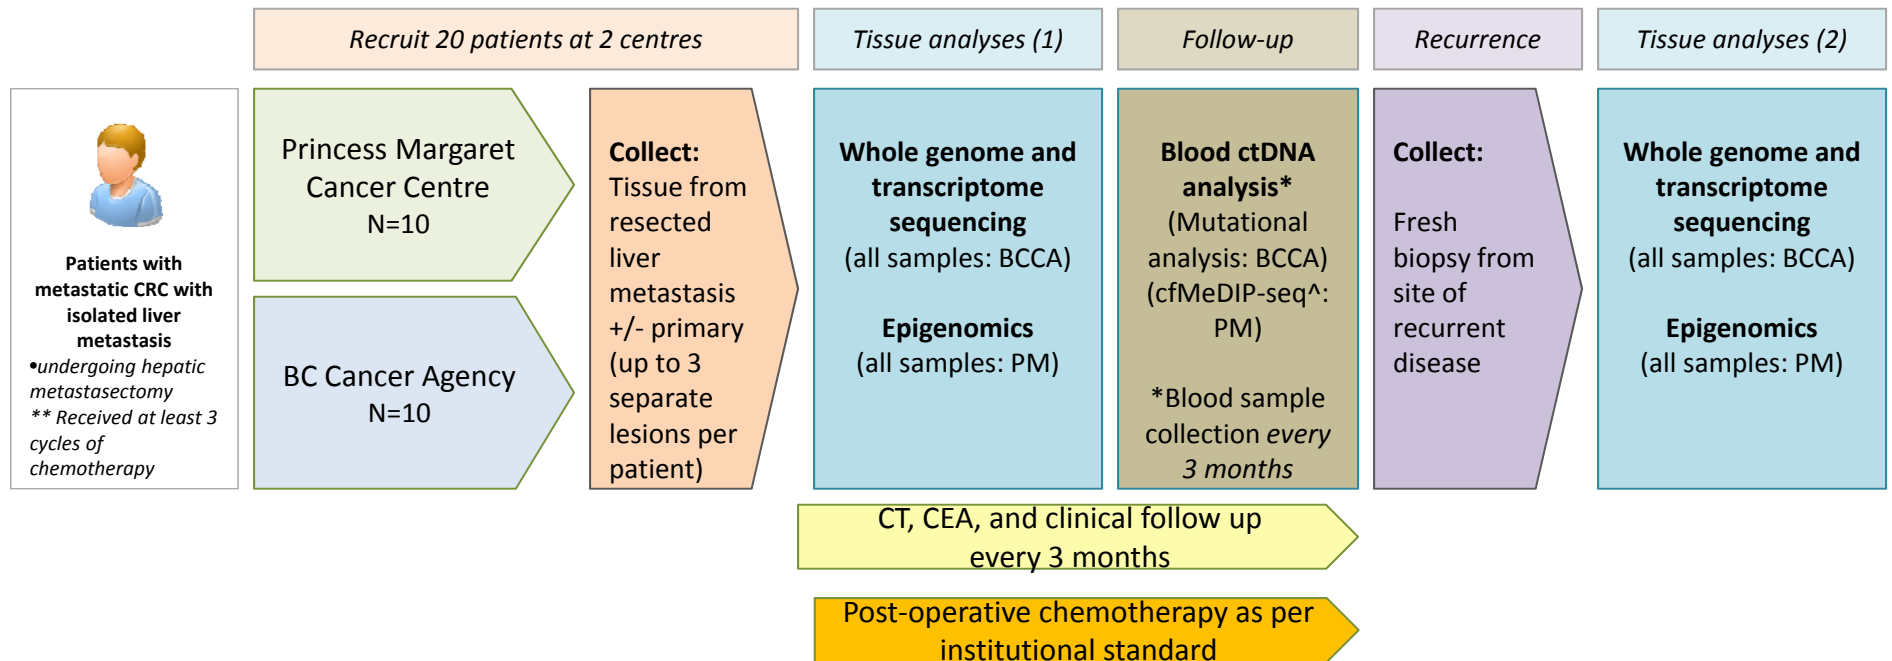 Recruit 20 patients at 2 centres
Tissue analyses (1)
Follow-up
Recurrence
Tissue analyses (2)
Patients with
metastatic CRC with
isolated liver
metastasis
•undergoing hepatic
metastasectomy
** Received at least 3
cycles of
chemotherapy
Princess Margaret
Cancer Centre
N=10
BC Cancer Agency
N=10
Collect:
Tissue from
resected
liver
metastasis
+/- primary
(up to 3
separate
lesions per
patient)
Whole genome and
transcriptome
sequencing
(all samples: BCCA)
Epigenomics
(all samples: PM)
Blood ctDNA
analysis*
(Mutational
analysis: BCCA)
(cfMeDIP-seq^:
PM)
*Blood sample
collection every
3 months
Collect:
Fresh
biopsy from
site of
recurrent
disease
Whole genome and
transcriptome
sequencing
(all samples: BCCA)
Epigenomics
(all samples: PM)
CT, CEA, and clinical follow up
every 3 months
Post-operative chemotherapy as per
institutional standard